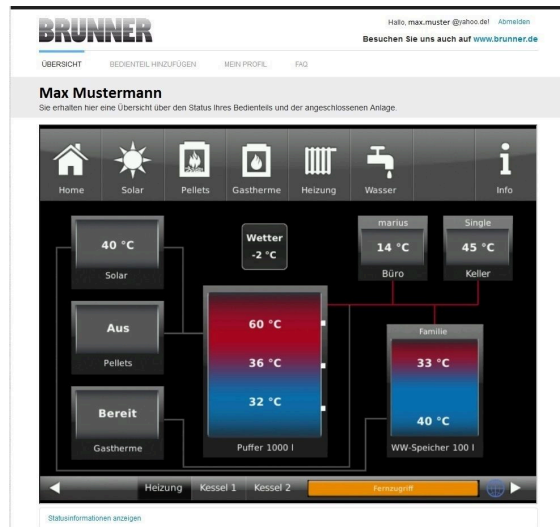 BRUNNER
Hallo, max.muster @yahoo.de! Abmelden
Besuchen Sie uns auch auf www.brunner.de
ÜBERSICHT BEDIENTEIL HINZUFÜGEN MEIN PROFIL FAQ
Max Mustermann
Sie erhalten hier eine Übersicht über den Status Ihres Bedienteils und der angeschlossenen Anlage.
Home Solar Pellets Gastherme Heizung Wasser Info
40 °C
Solar
Wetter
-2 °C
marius
14 °C
Büro
Single
45 °C
Keller
Aus
Pellets
60 °C
36 °C
32 °C
Puffer 1000 l
Familie
33 °C
40 °C
WW-Speicher 100 l
Bereit
Gastherme
Heizung Kessel 1 Kessel 2 Fernzugriff
Statusinformationen anzeigen